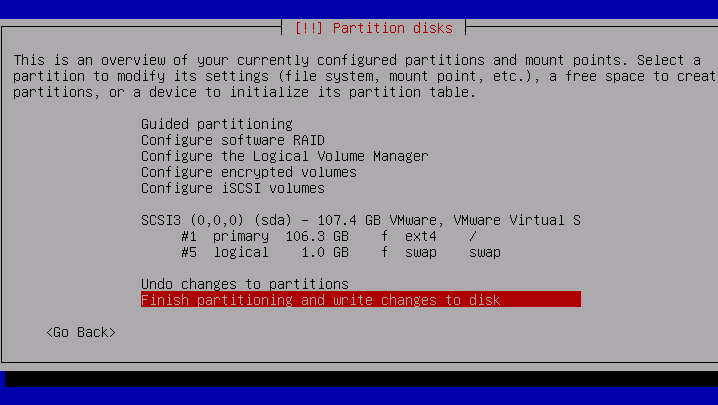 [!!] Partition disks
This is an overview of your currently configured partitions and mount points. Select a
partition to modify its settings (file system, mount point, etc.), a free space to creat
partitions, or a device to initialize its partition table.
Guided partitioning
Configure software RAID
Configure the Logical Volume Manager
Configure encrypted volumes
Configure iSCSI volumes
SCSI3 (0,0,0) (sda) - 107.4 GB VMware, VMware Virtual S
#1 primary 106.3 GB f ext4 /
#5 logical 1.0 GB f swap swap
Undo changes to partitions
Finish partitioning and write changes to disk
<Go Back>